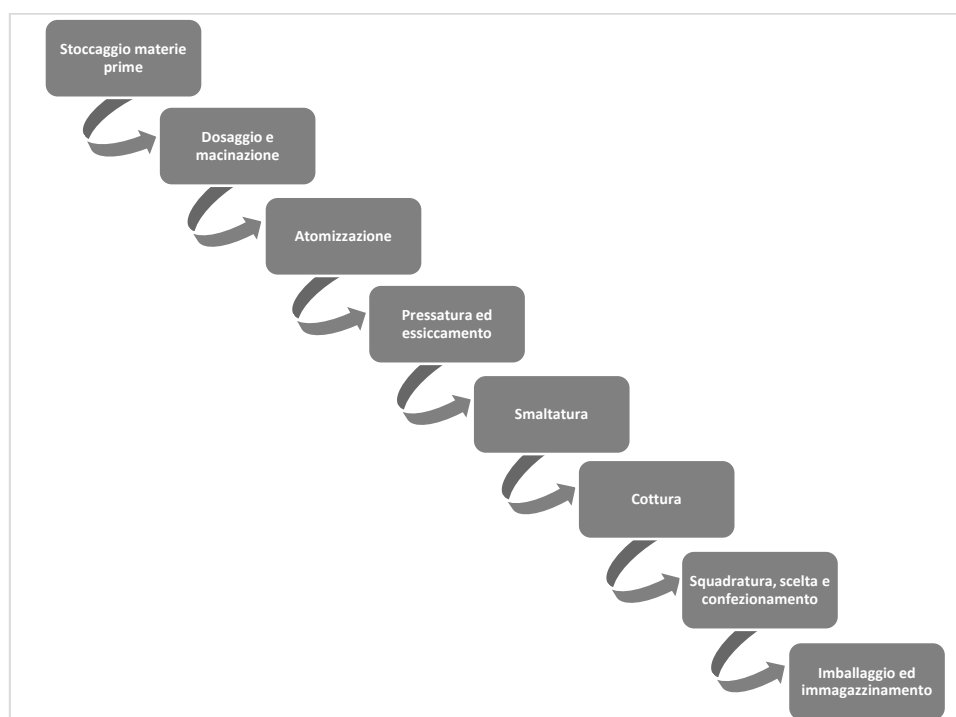 Stoccaggio materie
prime
Dosaggio e
macinazione
Atomizzazione
Pressatura ed
essiccamento
Smaltatura
Cottura
Squadratura, scelta e
confezionamento
Imballaggio ed
immagazzinamento